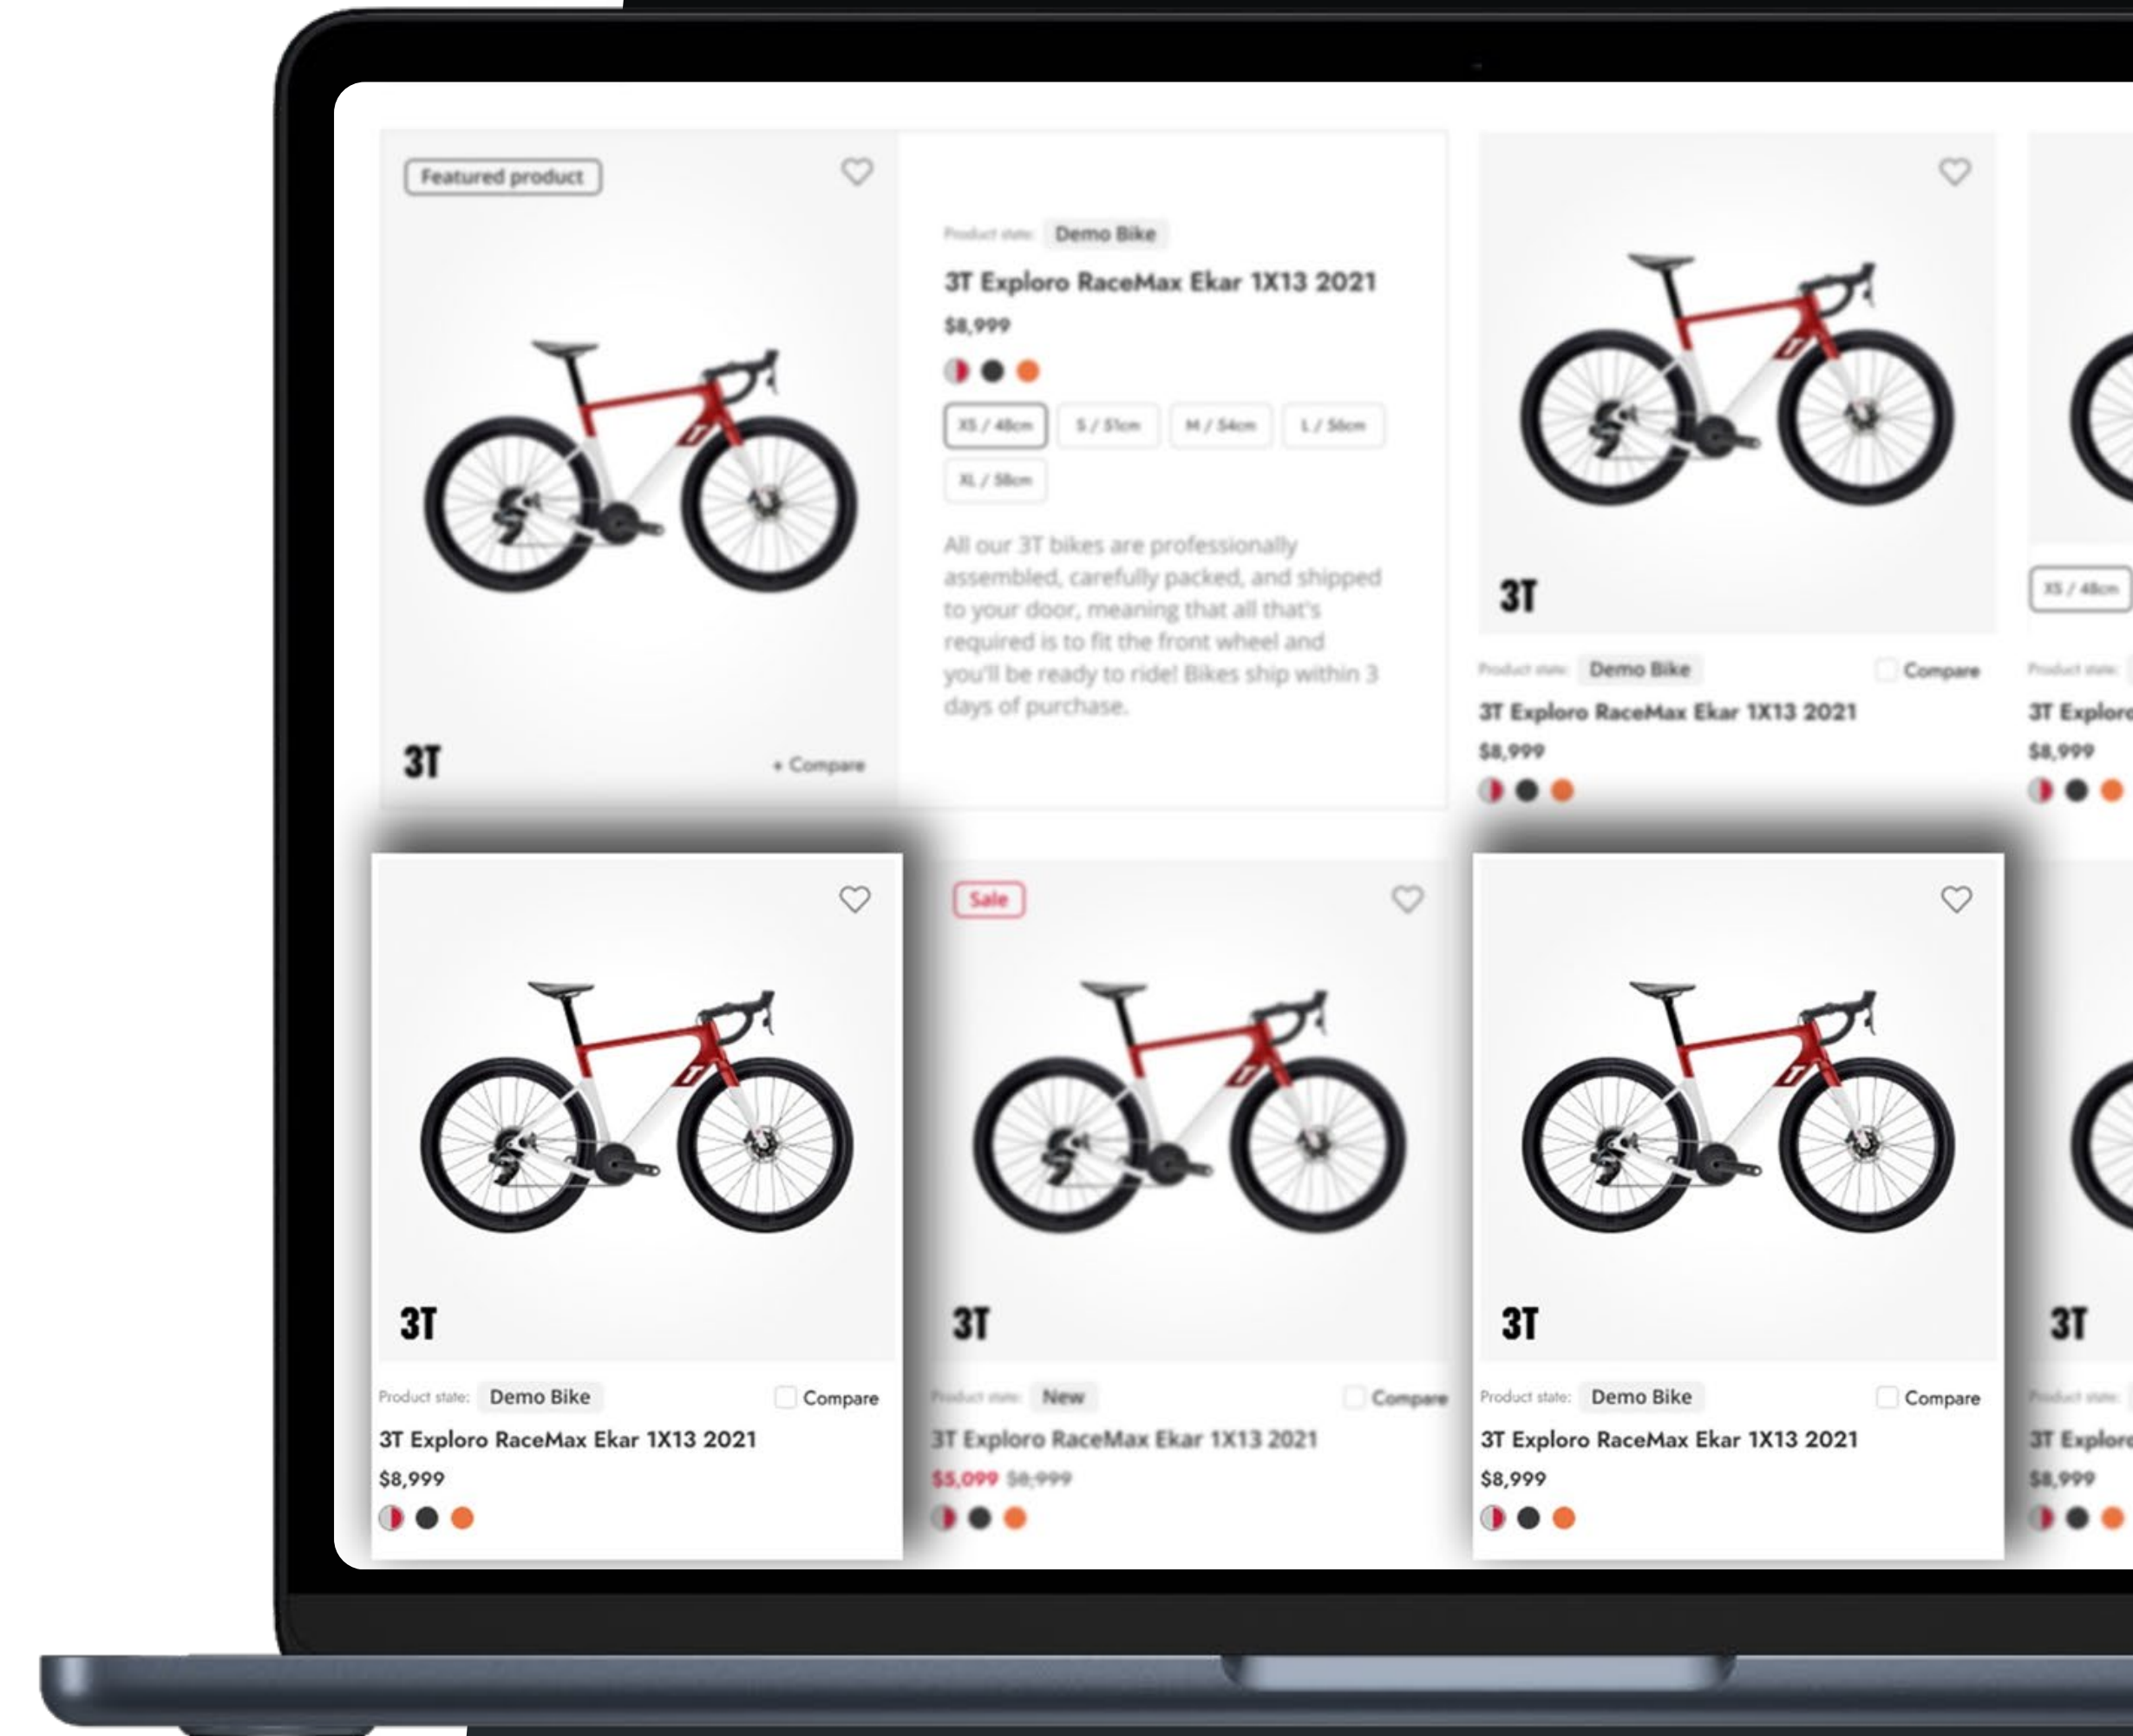 Featured product
Product state: Demo Bike
3T Exploro RaceMax Ekar 1X13 2021
$8,999
XS / 48cm
S / 51cm
M / 54cm
L / 56cm
XL / 58cm
All our 3T bikes are professionally
assembled, carefully packed, and shipped
to your door, meaning that all that's
required is to fit the front wheel and
you'll be ready to ride! Bikes ship within 3
days of purchase.
T
3T
+ Compare
T
3T
Product state: Demo Bike
Compare
3T Exploro RaceMax Ekar 1X13 2021
$8,999
XS / 48cm
Product state:
3T Exploro
$8,999
T
3T
Product state: Demo Bike
Compare
3T Exploro RaceMax Ekar 1X13 2021
$8,999
Sale
T
3T
Product state: New
Compare
3T Exploro RaceMax Ekar 1X13 2021
$5,099 $8,999
T
3T
Product state: Demo Bike
Compare
3T Exploro RaceMax Ekar 1X13 2021
$8,999
3T
Product state:
3T Explor
$8,999